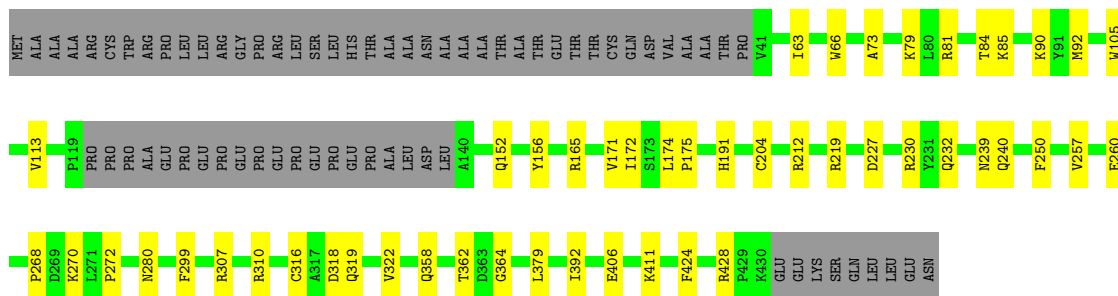 MET ALA ALA ALA ALA ARG CYS TRP ARG PRO LEU LEU ARG GLY PRO ARG LEU SER LEU HIS THR ALA ALA ASN ALA ALA ALA THR ALA THR GLU THR THR CYS GLN ASP VAL ALA ALA THR PRO V41 I63 W66 A73 K79 L80 R81 T84 K85 K90 Y91 M92 W105
V113 P119 PRO PRO PRO ALA GLU PRO GLU PRO GLU PRO GLU PRO GLU PRO GLU PRO ALA LEU ASP LEU A140 Q152 Y156 R165 V171 I172 S173 L174 P175 H191 C204 R212 R219 D227 R230 Y231 Q232 N239 Q240 F250 V257 E260
P268 D269 K270 L271 P272 N280 F299 R307 R310 C316 A317 D318 Q319 V322 Q358 T362 D363 G364 L379 I392 E406 K411 F424 R428 P429 K430 GLU GLU LYS SER GLN LEU LEU GLU ASN